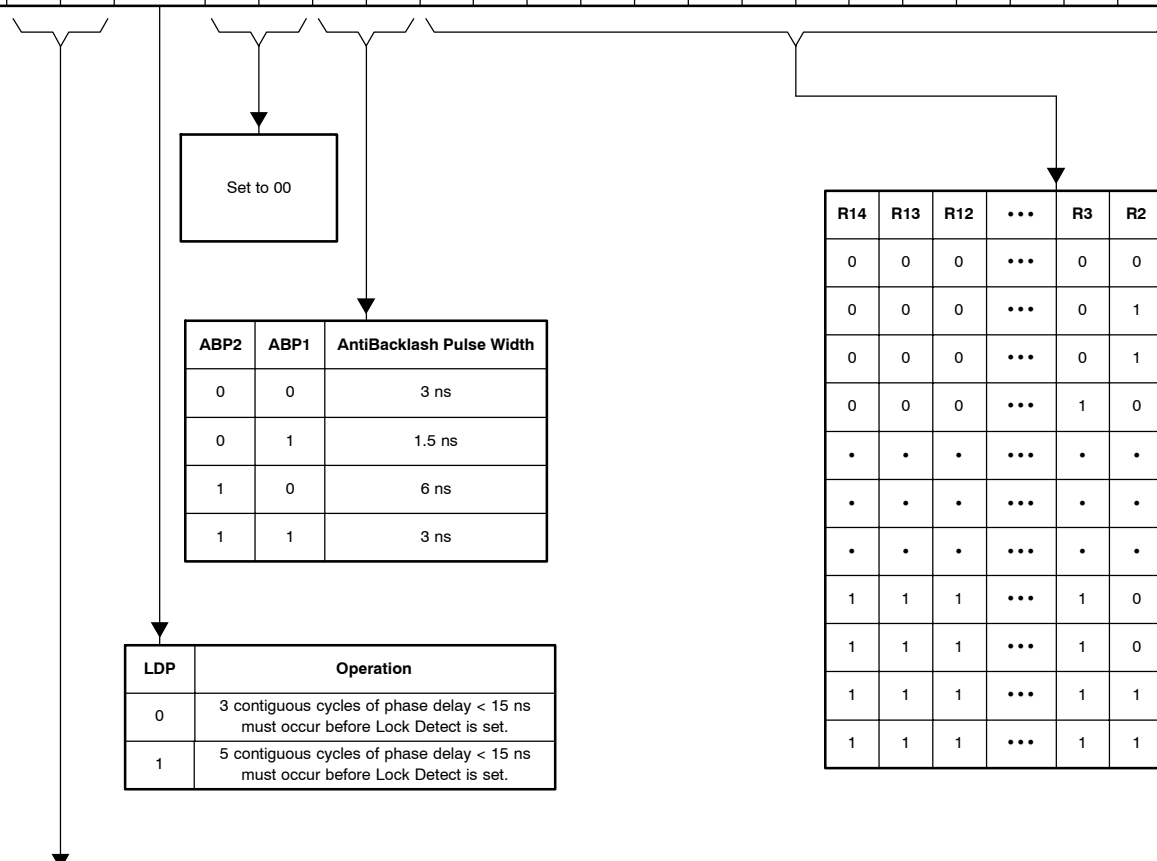 Set to 00
R14 R13 R12 ••• R3 R2
0 0 0 ••• 0 0
0 0 0 ••• 0 1
0 0 0 ••• 0 1
0 0 0 ••• 1 0
• • • ••• • •
• • • ••• • •
• • • ••• • •
1 1 1 ••• 1 0
1 1 1 ••• 1 0
1 1 1 ••• 1 1
1 1 1 ••• 1 1
ABP2 ABP1 AntiBacklash Pulse Width
0 0 3 ns
0 1 1.5 ns
1 0 6 ns
1 1 3 ns
LDP Operation
0 3 contiguous cycles of phase delay < 15 ns
must occur before Lock Detect is set.
1 5 contiguous cycles of phase delay < 15 ns
must occur before Lock Detect is set.